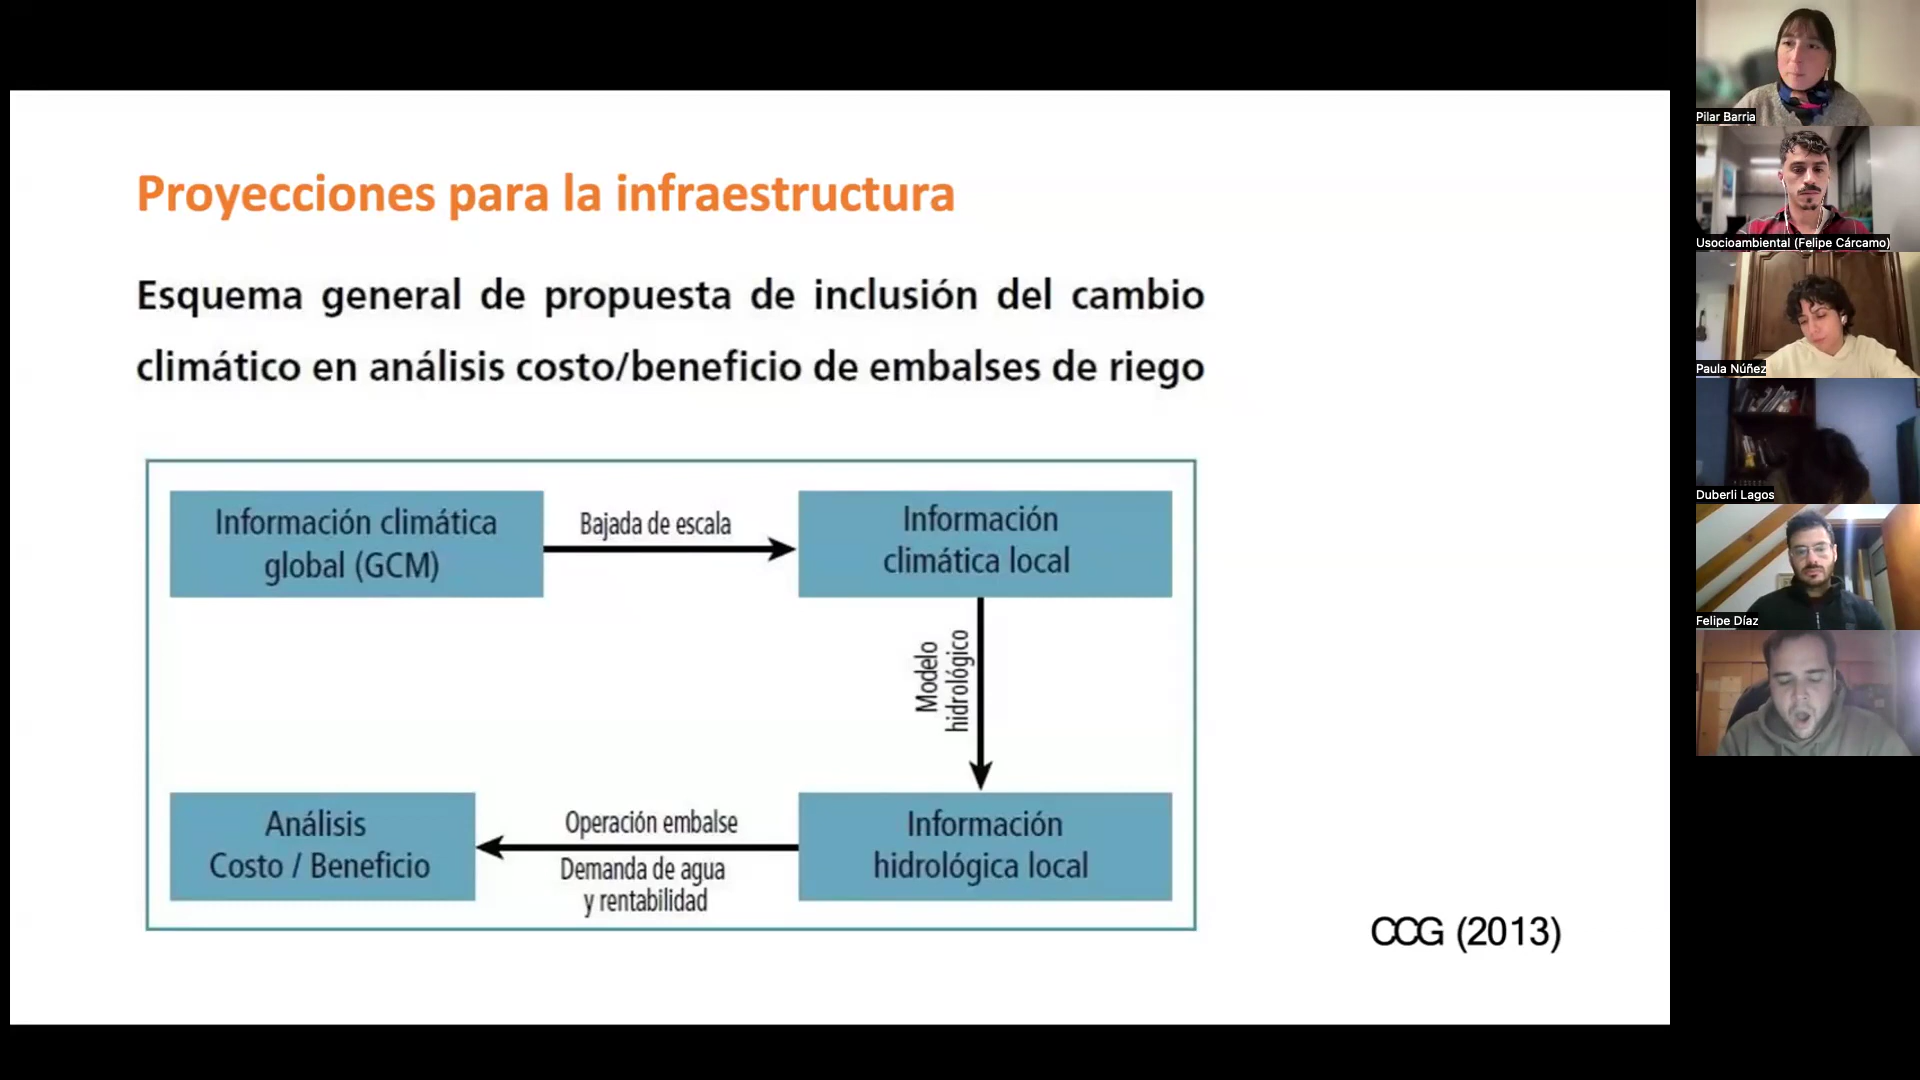 Proyecciones para la infraestructura
Esquema general de propuesta de inclusión del cambio
climático en análisis costo/beneficio de embalses de riego
Información climática
global (GCM)
Bajada de escala
Información
climática local
Modelo
hidrológico
Información
hidrológica local
Operación embalse
Demanda de agua
y rentabilidad
Análisis
Costo / Beneficio
CCG (2013)
Pilar Barria
Usocioambiental (Felipe Cárcamo)
Paula Núñez
Duberli Lagos
Felipe Díaz